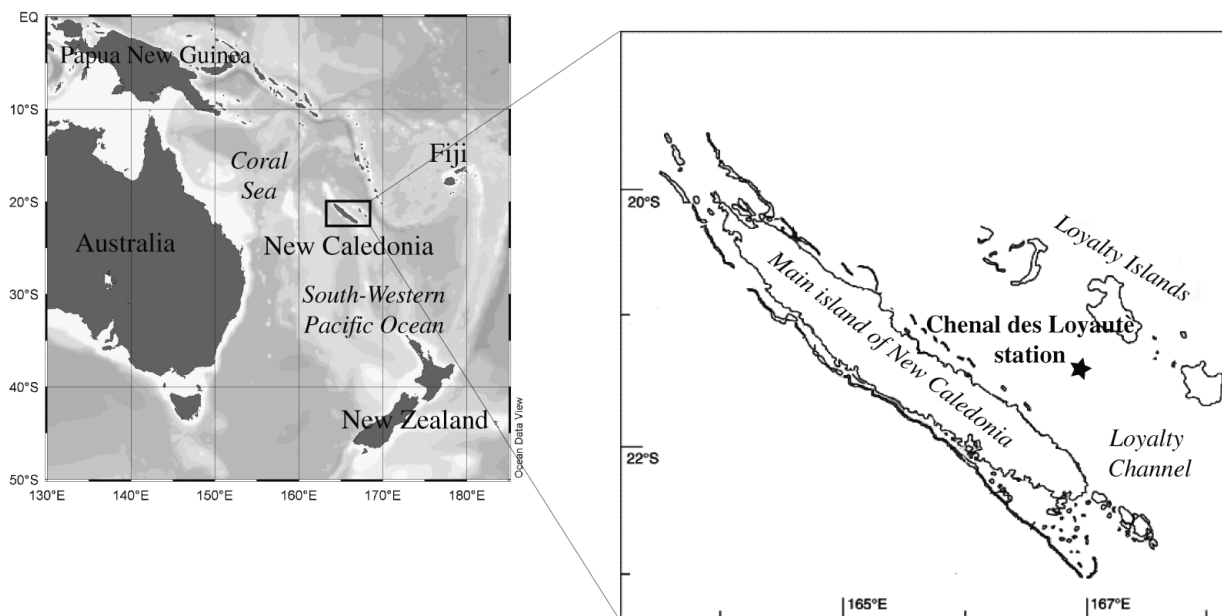 EQ
10°S
20°S
30°S
40°S
50°S
130°E
140°E
150°E
160°E
170°E
180°E
Papua New Guinea
Coral
Sea
Fiji
Australia
New Caledonia
South-Western
Pacific Ocean
New Zealand
Ocean Data View
20°S
22°S
165°E
167°E
Loyalty Islands
Main island of New Caledonia
Chenal des Loyautè
station
Loyalty
Channel